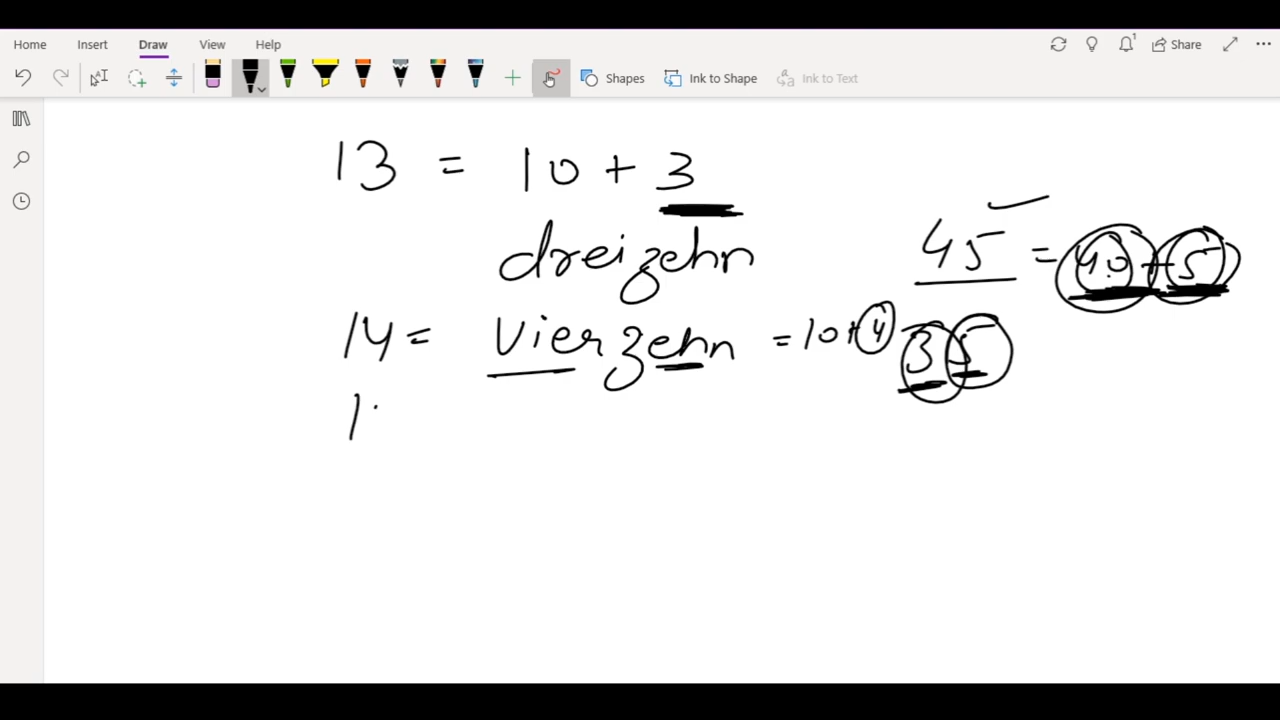 Home Insert Draw View Help Share
Shapes Ink to Shape Ink to Text
13 = 10 + 3
dreizehn
45 = 40 + 5
14 = vierzehn = 10 + 4
35
1